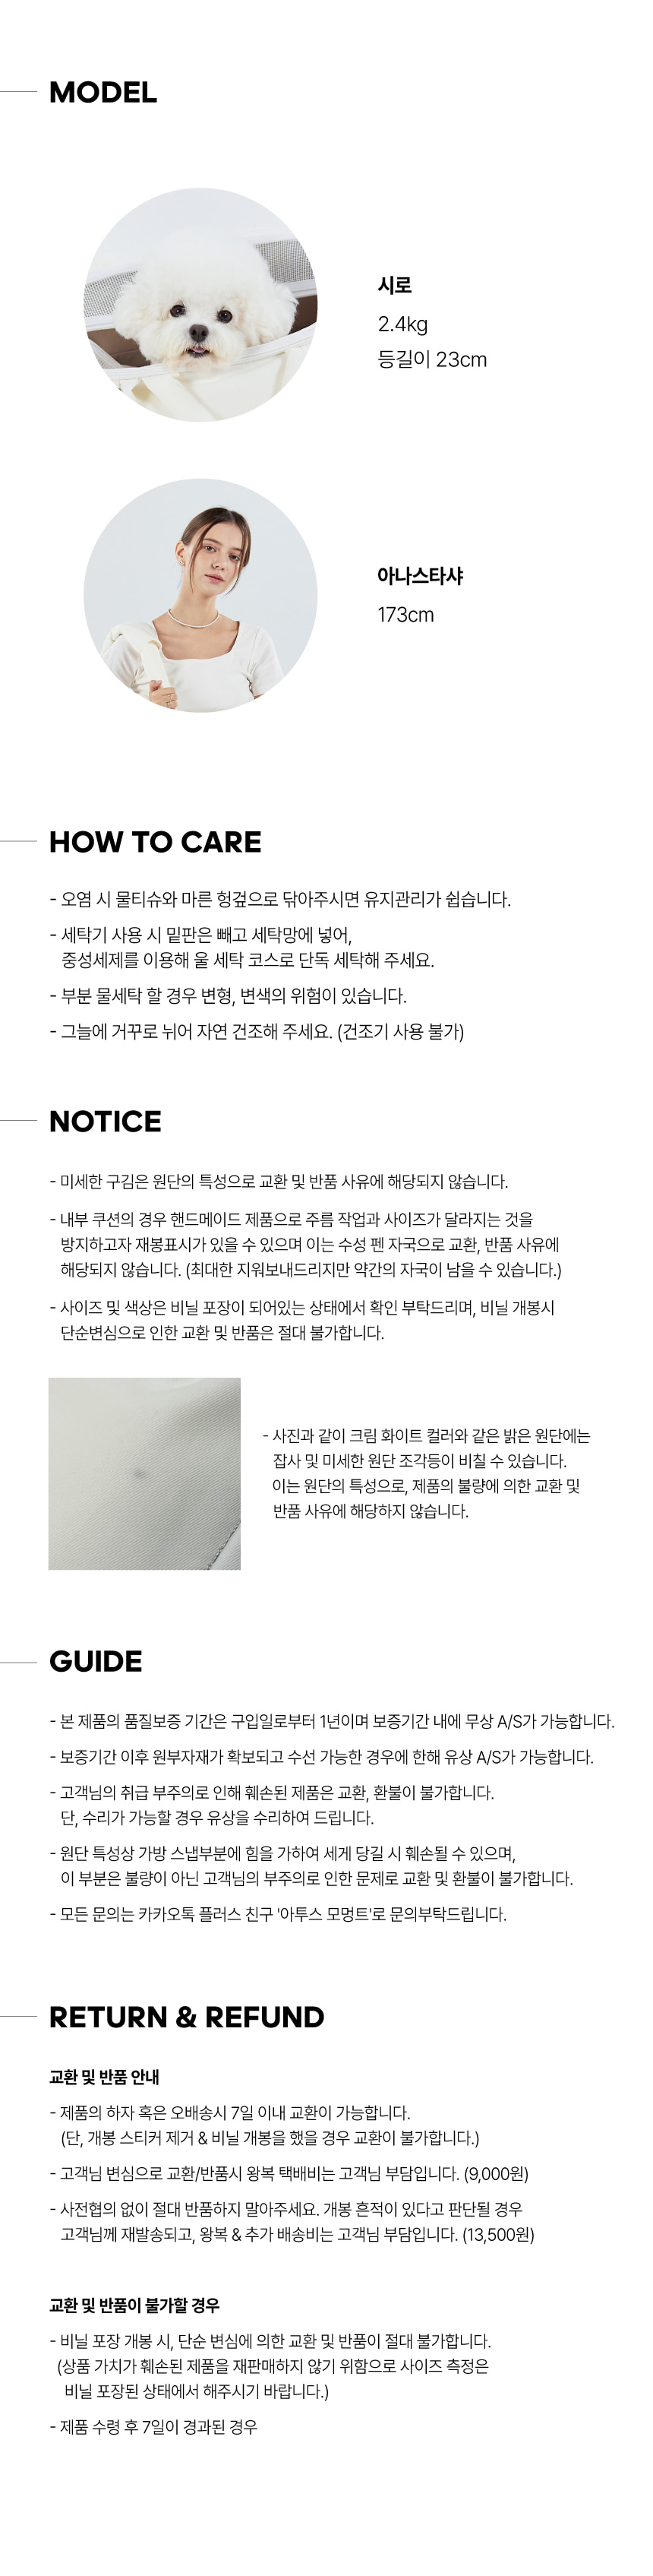 MODEL
시로
2.4kg
등길이 23cm
아나스타샤
173cm
HOW TO CARE
- 오염 시 물티슈와 마른 헝겊으로 닦아주시면 유지관리가 쉽습니다.
- 세탁기 사용 시 밑판은 빼고 세탁망에 넣어,
중성세제를 이용해 울 세탁 코스로 단독 세탁해 주세요.
- 부분 물세탁 할 경우 변형, 변색의 위험이 있습니다.
- 그늘에 거꾸로 뉘어 자연 건조해 주세요. (건조기 사용 불가)
NOTICE
- 미세한 구김은 원단의 특성으로 교환 및 반품 사유에 해당되지 않습니다.
- 내부 쿠션의 경우 핸드메이드 제품으로 주름 작업과 사이즈가 달라지는 것을
방지하고자 재봉표시가 있을 수 있으며 이는 수성 펜 자국으로 교환, 반품 사유에
해당되지 않습니다. (최대한 지워보내드리지만 약간의 자국이 남을 수 있습니다.)
- 사이즈 및 색상은 비닐 포장이 되어있는 상태에서 확인 부탁드리며, 비닐 개봉시
단순변심으로 인한 교환 및 반품은 절대 불가합니다.
- 사진과 같이 크림 화이트 컬러와 같은 밝은 원단에는
잡사 및 미세한 원단 조각등이 비칠 수 있습니다.
이는 원단의 특성으로, 제품의 불량에 의한 교환 및
반품 사유에 해당하지 않습니다.
GUIDE
- 본 제품의 품질보증 기간은 구입일로부터 1년이며 보증기간 내에 무상 A/S가 가능합니다.
- 보증기간 이후 원부자재가 확보되고 수선 가능한 경우에 한해 유상 A/S가 가능합니다.
- 고객님의 취급 부주의로 인해 훼손된 제품은 교환, 환불이 불가합니다.
단, 수리가 가능할 경우 유상을 수리하여 드립니다.
- 원단 특성상 가방 스냅부분에 힘을 가하여 세게 당길 시 훼손될 수 있으며,
이 부분은 불량이 아닌 고객님의 부주의로 인한 문제로 교환 및 환불이 불가합니다.
- 모든 문의는 카카오톡 플러스 친구 '아투스 모멍트'로 문의부탁드립니다.
RETURN & REFUND
교환 및 반품 안내
- 제품의 하자 혹은 오배송시 7일 이내 교환이 가능합니다.
(단, 개봉 스티커 제거 & 비닐 개봉을 했을 경우 교환이 불가합니다.)
- 고객님 변심으로 교환/반품시 왕복 택배비는 고객님 부담입니다. (9,000원)
- 사전협의 없이 절대 반품하지 말아주세요. 개봉 흔적이 있다고 판단될 경우
고객님께 재발송되고, 왕복 & 추가 배송비는 고객님 부담입니다. (13,500원)
교환 및 반품이 불가할 경우
- 비닐 포장 개봉 시, 단순 변심에 의한 교환 및 반품이 절대 불가합니다.
(상품 가치가 훼손된 제품을 재판매하지 않기 위함으로 사이즈 측정은
비닐 포장된 상태에서 해주시기 바랍니다.)
- 제품 수령 후 7일이 경과된 경우